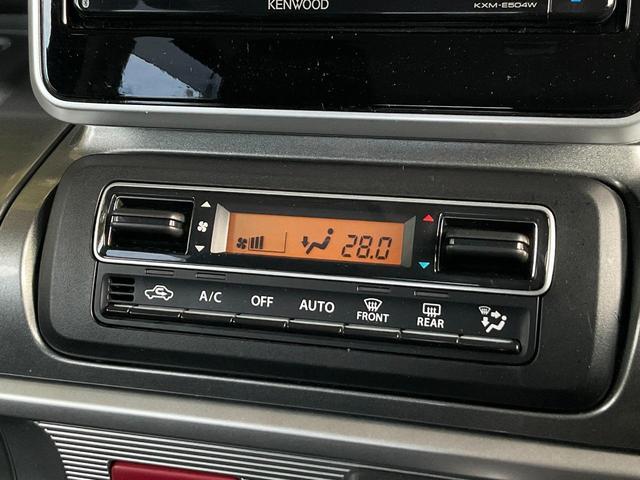 KENWOOD
KXM-E504W
28.0
A/C
OFF
AUTO
FRONT
REAR